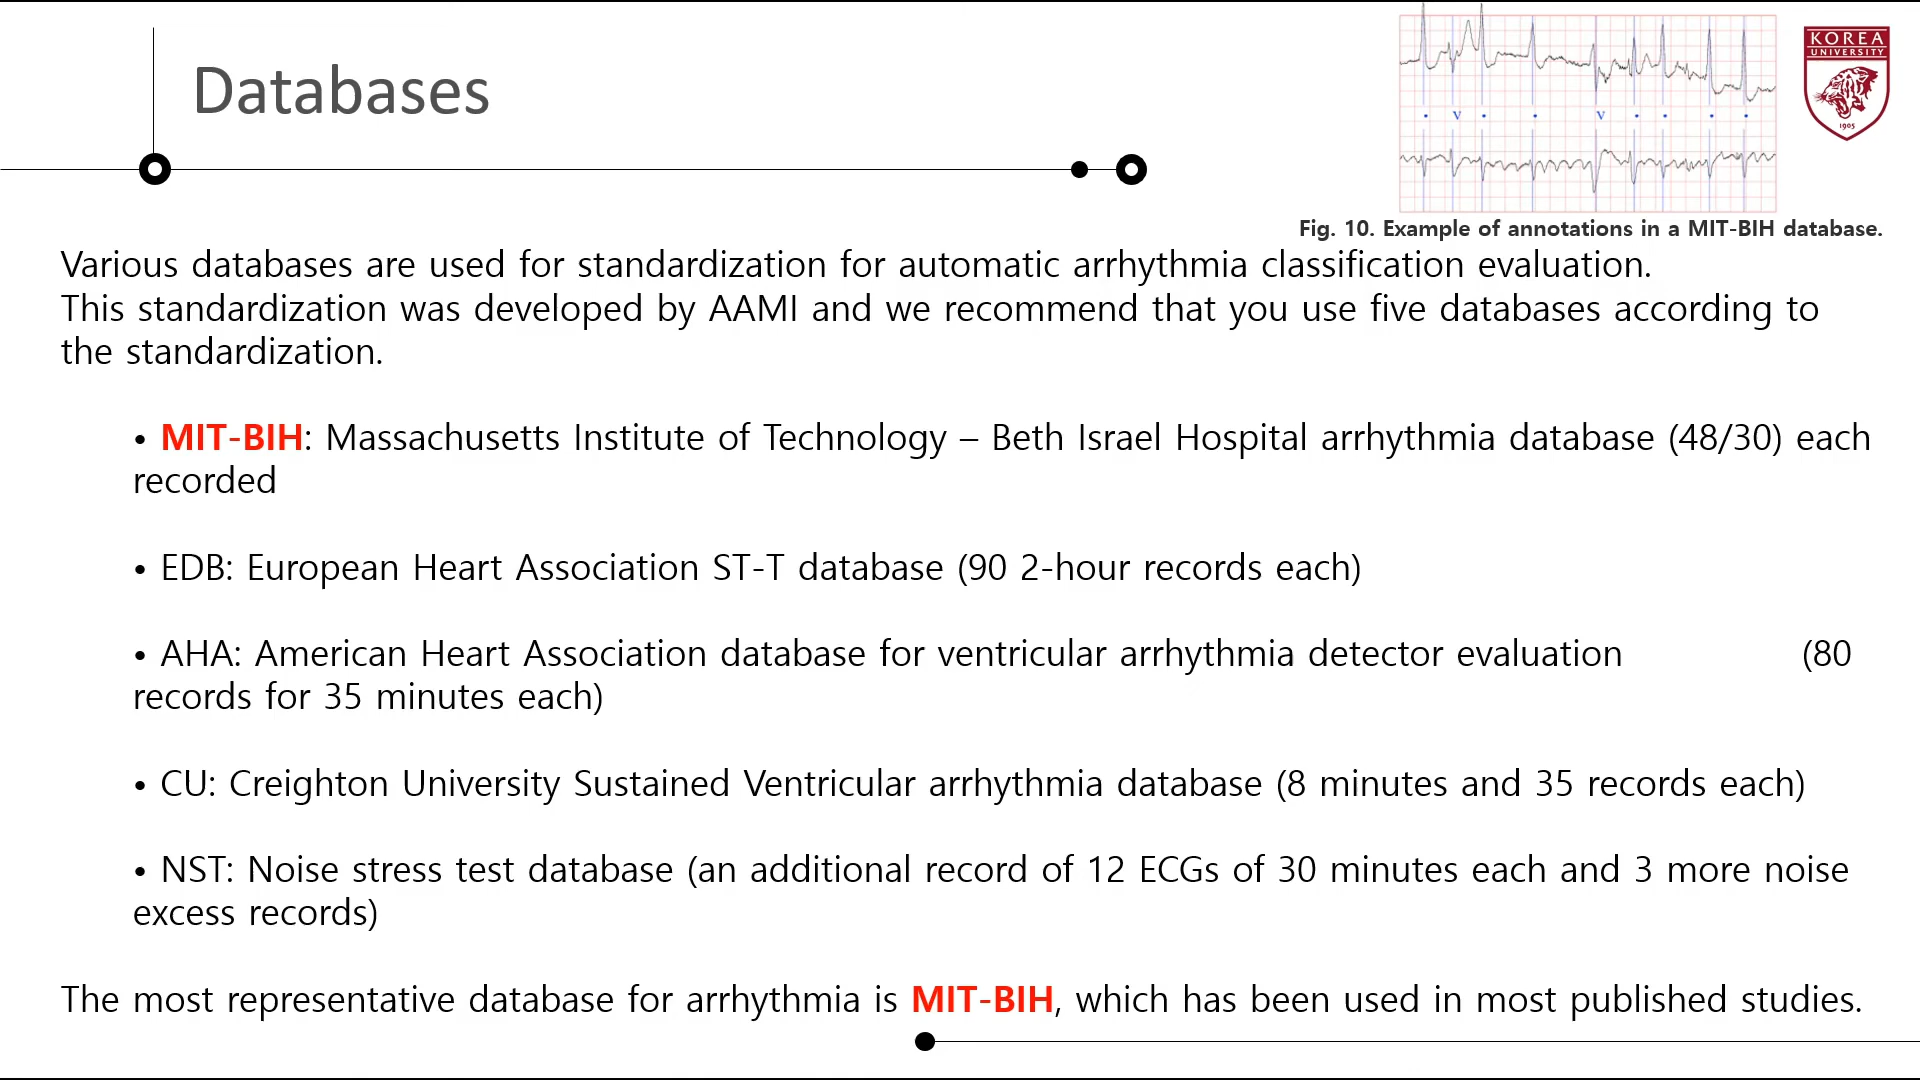 Databases
V V
KOREA
UNIVERSITY
1905
Fig. 10. Example of annotations in a MIT-BIH database.
Various databases are used for standardization for automatic arrhythmia classification evaluation.
This standardization was developed by AAMI and we recommend that you use five databases according to
the standardization.
• MIT-BIH: Massachusetts Institute of Technology – Beth Israel Hospital arrhythmia database (48/30) each
recorded
• EDB: European Heart Association ST-T database (90 2-hour records each)
• AHA: American Heart Association database for ventricular arrhythmia detector evaluation (80
records for 35 minutes each)
• CU: Creighton University Sustained Ventricular arrhythmia database (8 minutes and 35 records each)
• NST: Noise stress test database (an additional record of 12 ECGs of 30 minutes each and 3 more noise
excess records)
The most representative database for arrhythmia is MIT-BIH, which has been used in most published studies.